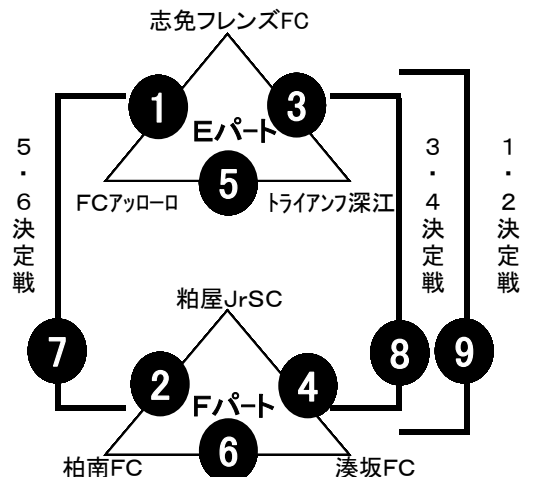 志免フレンズFC
1
3
Eパート
5
FCアッローロ
トライアンフ深江
5・6決定戦
3・4決定戦
1・2決定戦
粕屋JrSC
7
8
9
2
4
Fパート
6
柏南FC
湊坂FC